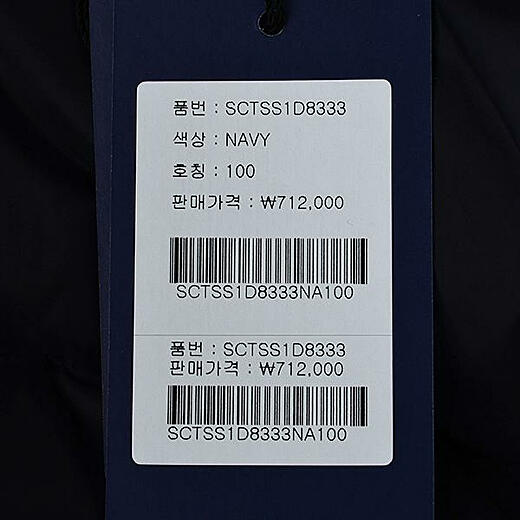 품번 : SCTSS1D8333
색상 : NAVY
호칭 : 100
판매가격 : ₩712,000
SCTSS1D8333NA100
품번 : SCTSS1D8333
판매가격 : ₩712,000
SCTSS1D8333NA100